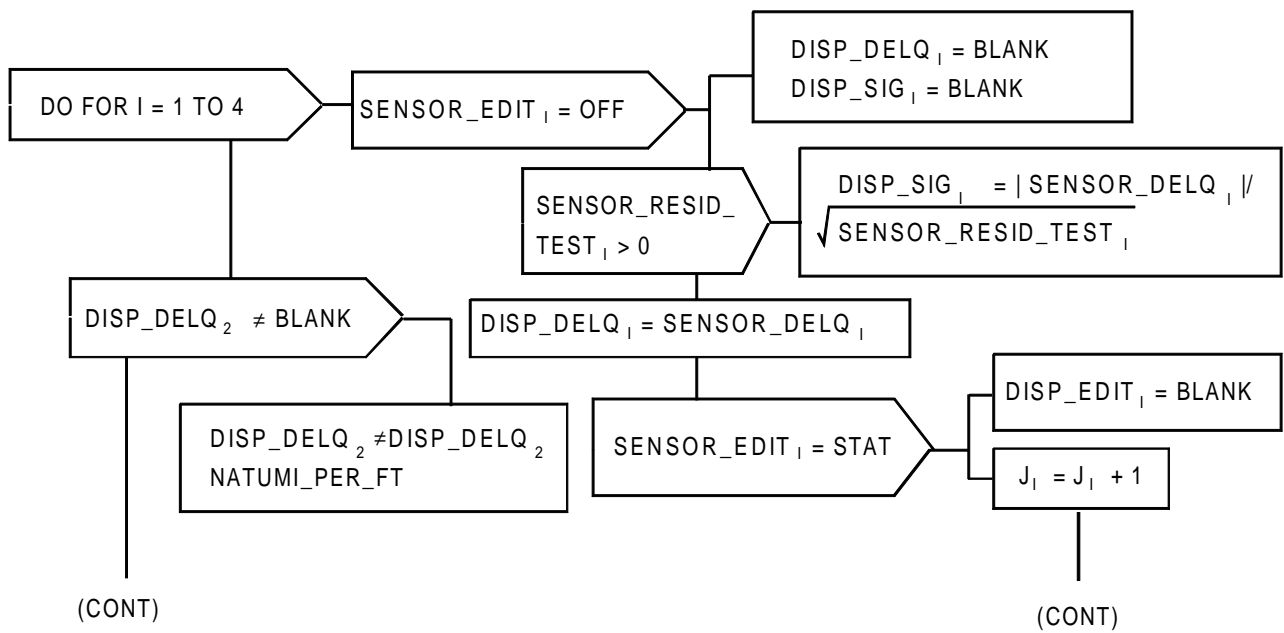 DO FOR I = 1 TO 4
SENSOR_EDIT I = OFF
DISP_DELQ I = BLANK
DISP_SIG I = BLANK
SENSOR_RESID_
TEST I > 0
DISP_SIG I = | SENSOR_DELQ I |/
√SENSOR_RESID_TEST I
DISP_DELQ 2 ≠ BLANK
DISP_DELQ I = SENSOR_DELQ I
DISP_DELQ 2 ≠DISP_DELQ 2
NATUMI_PER_FT
SENSOR_EDIT I = STAT
DISP_EDIT I = BLANK
J I = J I + 1
(CONT)
(CONT)